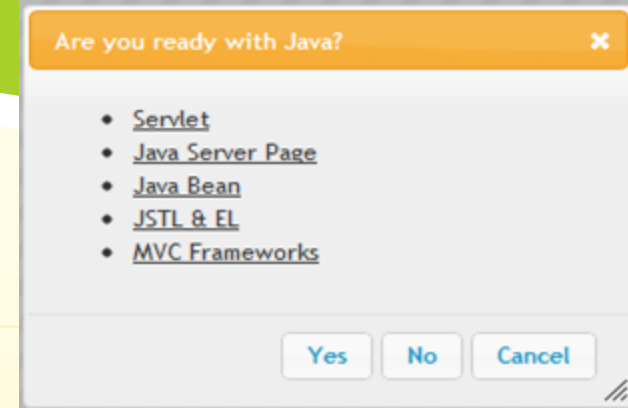 Are you ready with Java?
Servlet
Java Server Page
Java Bean
JSTL & EL
MVC Frameworks
Yes No Cancel